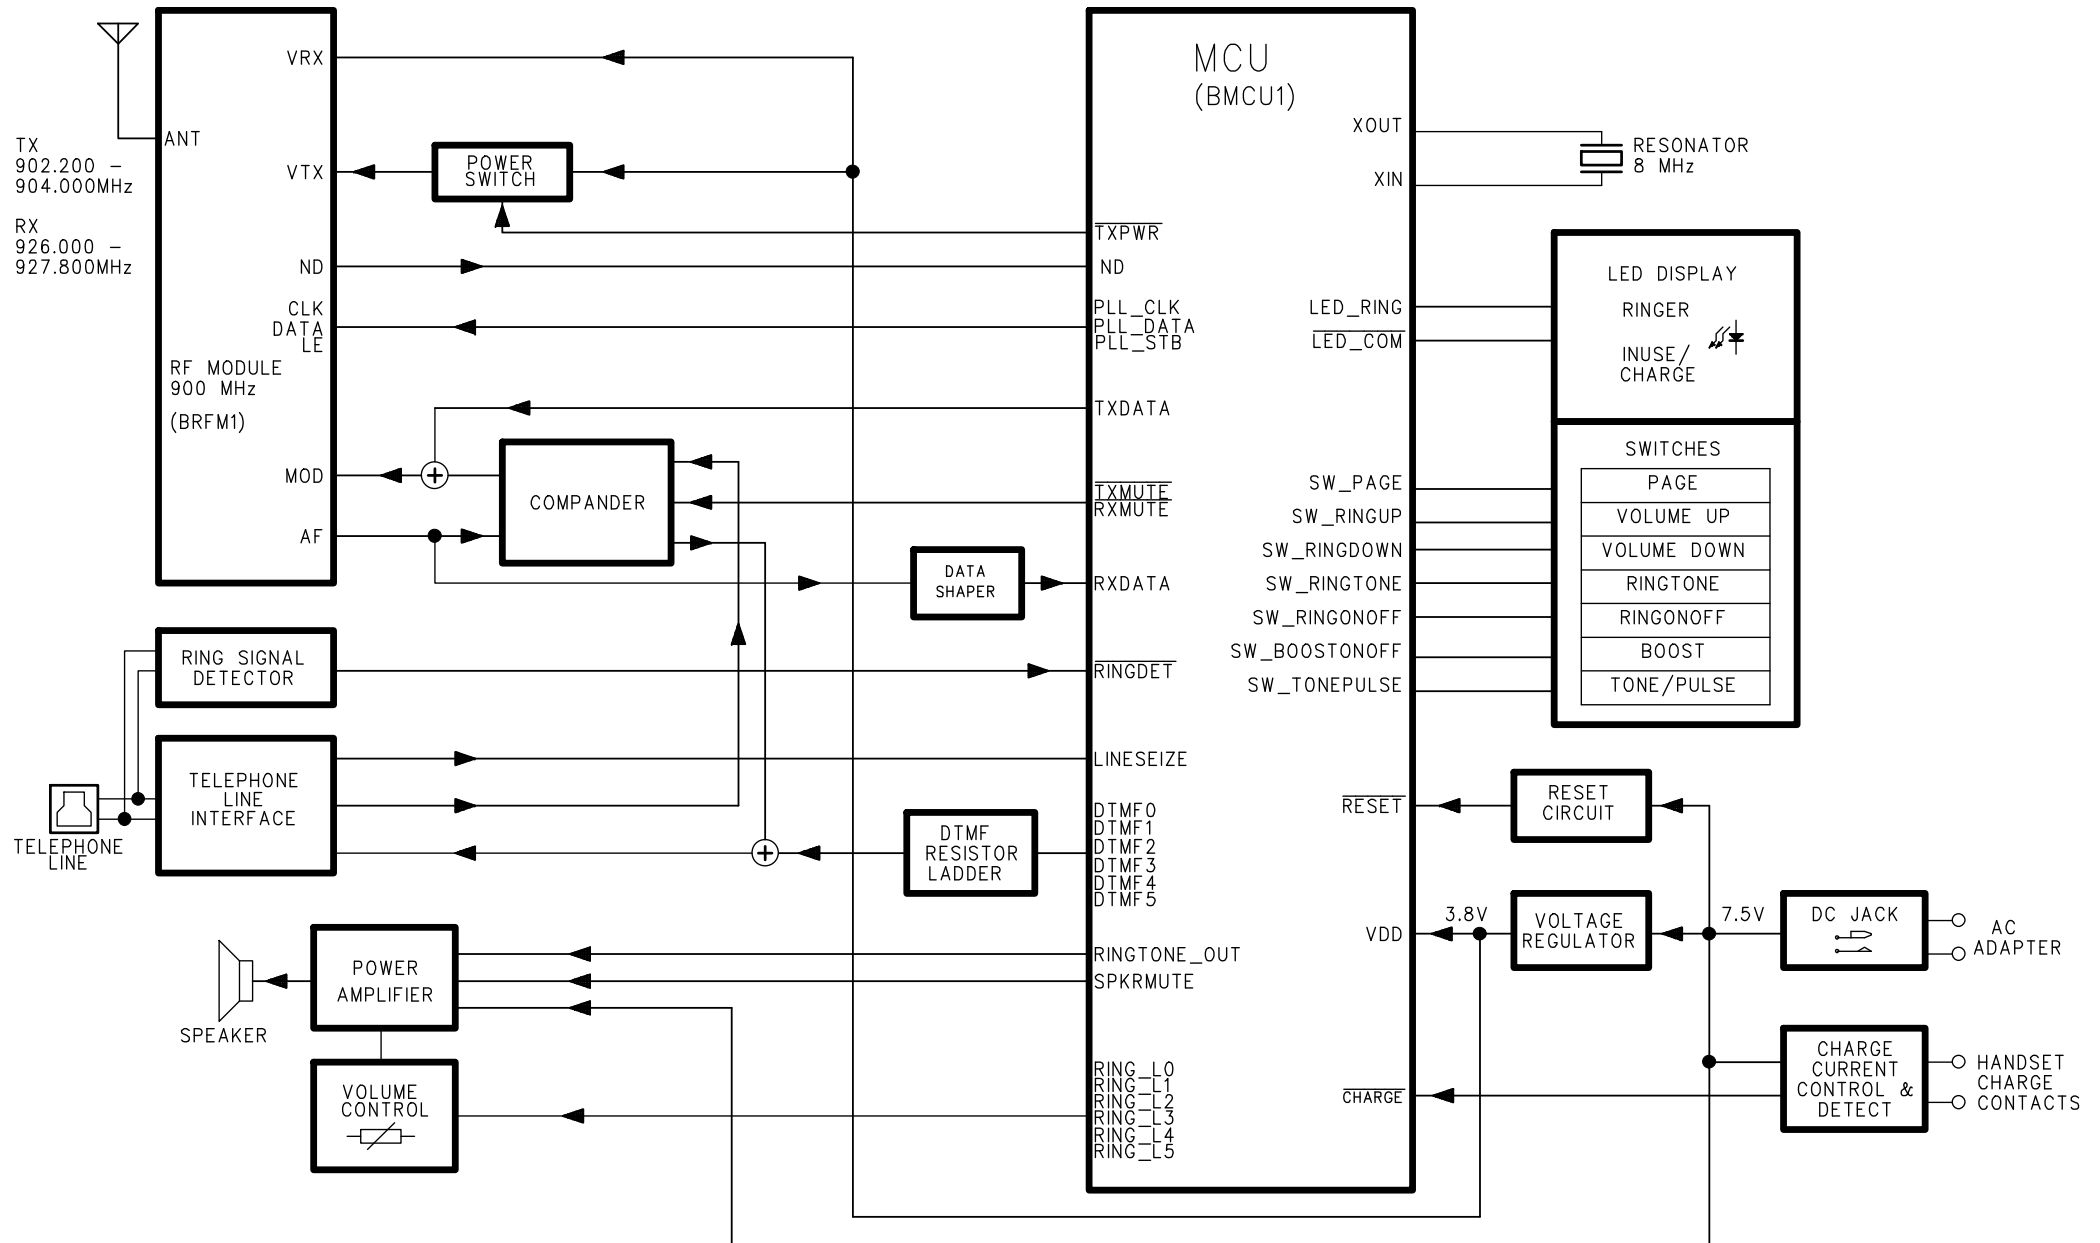 TX
902.200 –
904.000MHz
RX
926.000 –
927.800MHz
ANT
VRX
VTX
ND
CLK
DATA
LE
RF MODULE
900 MHz
(BRFM1)
MOD
AF
POWER
SWITCH
COMPANDER
DATA
SHAPER
RING SIGNAL
DETECTOR
TELEPHONE
LINE
INTERFACE
TELEPHONE
LINE
DTMF
RESISTOR
LADDER
POWER
AMPLIFIER
SPEAKER
VOLUME
CONTROL
MCU
(BMCU1)
TXPWR
ND
PLL_CLK
PLL_DATA
PLL_STB
TXDATA
TXMUTE
RXMUTE
RXDATA
RINGDET
LINESEIZE
DTMF0
DTMF1
DTMF2
DTMF3
DTMF4
DTMF5
RINGTONE_OUT
SPKRMUTE
RING_L0
RING_L1
RING_L2
RING_L3
RING_L4
RING_L5
XOUT
XIN
LED_RING
LED_COM
SW_PAGE
SW_RINGUP
SW_RINGDOWN
SW_RINGTONE
SW_RINGONOFF
SW_BOOSTONOFF
SW_TONEPULSE
RESET
VDD
CHARGE
RESONATOR
8 MHz
LED DISPLAY
RINGER
INUSE/
CHARGE
SWITCHES
PAGE
VOLUME UP
VOLUME DOWN
RINGTONE
RINGONOFF
BOOST
TONE/PULSE
RESET
CIRCUIT
3.8V
VOLTAGE
REGULATOR
7.5V
DC JACK
AC
ADAPTER
CHARGE
CURRENT
CONTROL &
DETECT
HANDSET
CHARGE
CONTACTS